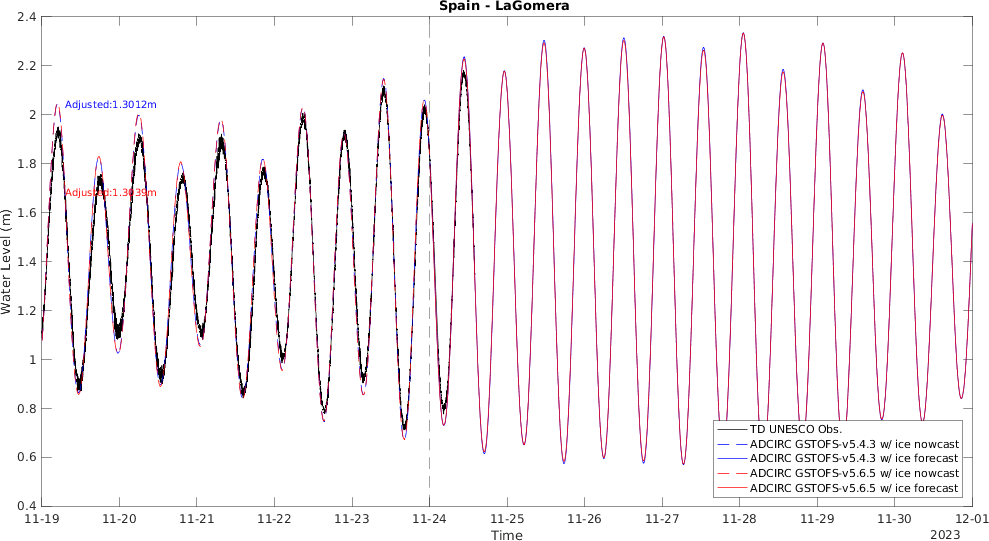 Spain - LaGomera
2.4
2.2
2
1.8
1.6
1.4
1.2
1
0.8
0.6
0.4
Water Level (m)
Adjusted:1.3012m
Adjusted:1.3039m
TD UNESCO Obs.
ADCIRC GSTOFS-v5.4.3 w/ ice nowcast
ADCIRC GSTOFS-v5.4.3 w/ ice forecast
ADCIRC GSTOFS-v5.6.5 w/ ice nowcast
ADCIRC GSTOFS-v5.6.5 w/ ice forecast
11-19 11-20 11-21 11-22 11-23 11-24 11-25 11-26 11-27 11-28 11-29 11-30 12-01
Time
2023